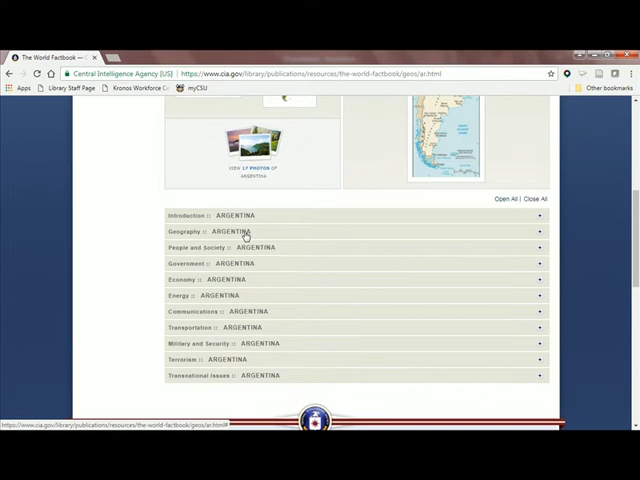 The World Factbook —
Central Intelligence Agency [US] https://www.cia.gov/library/publications/resources/the-world-factbook/geos/ar.html
Apps Library Staff Page Kronos Workforce C myCSU Other bookmarks
VIEW 17 PHOTOS OF
ARGENTINA
Open All | Close All
Introduction :: ARGENTINA
Geography :: ARGENTINA
People and Society :: ARGENTINA
Government :: ARGENTINA
Economy :: ARGENTINA
Energy :: ARGENTINA
Communications :: ARGENTINA
Transportation :: ARGENTINA
Military and Security :: ARGENTINA
Terrorism :: ARGENTINA
Transnational Issues :: ARGENTINA
https://www.cia.gov/library/publications/resources/the-world-factbook/geos/ar.html#